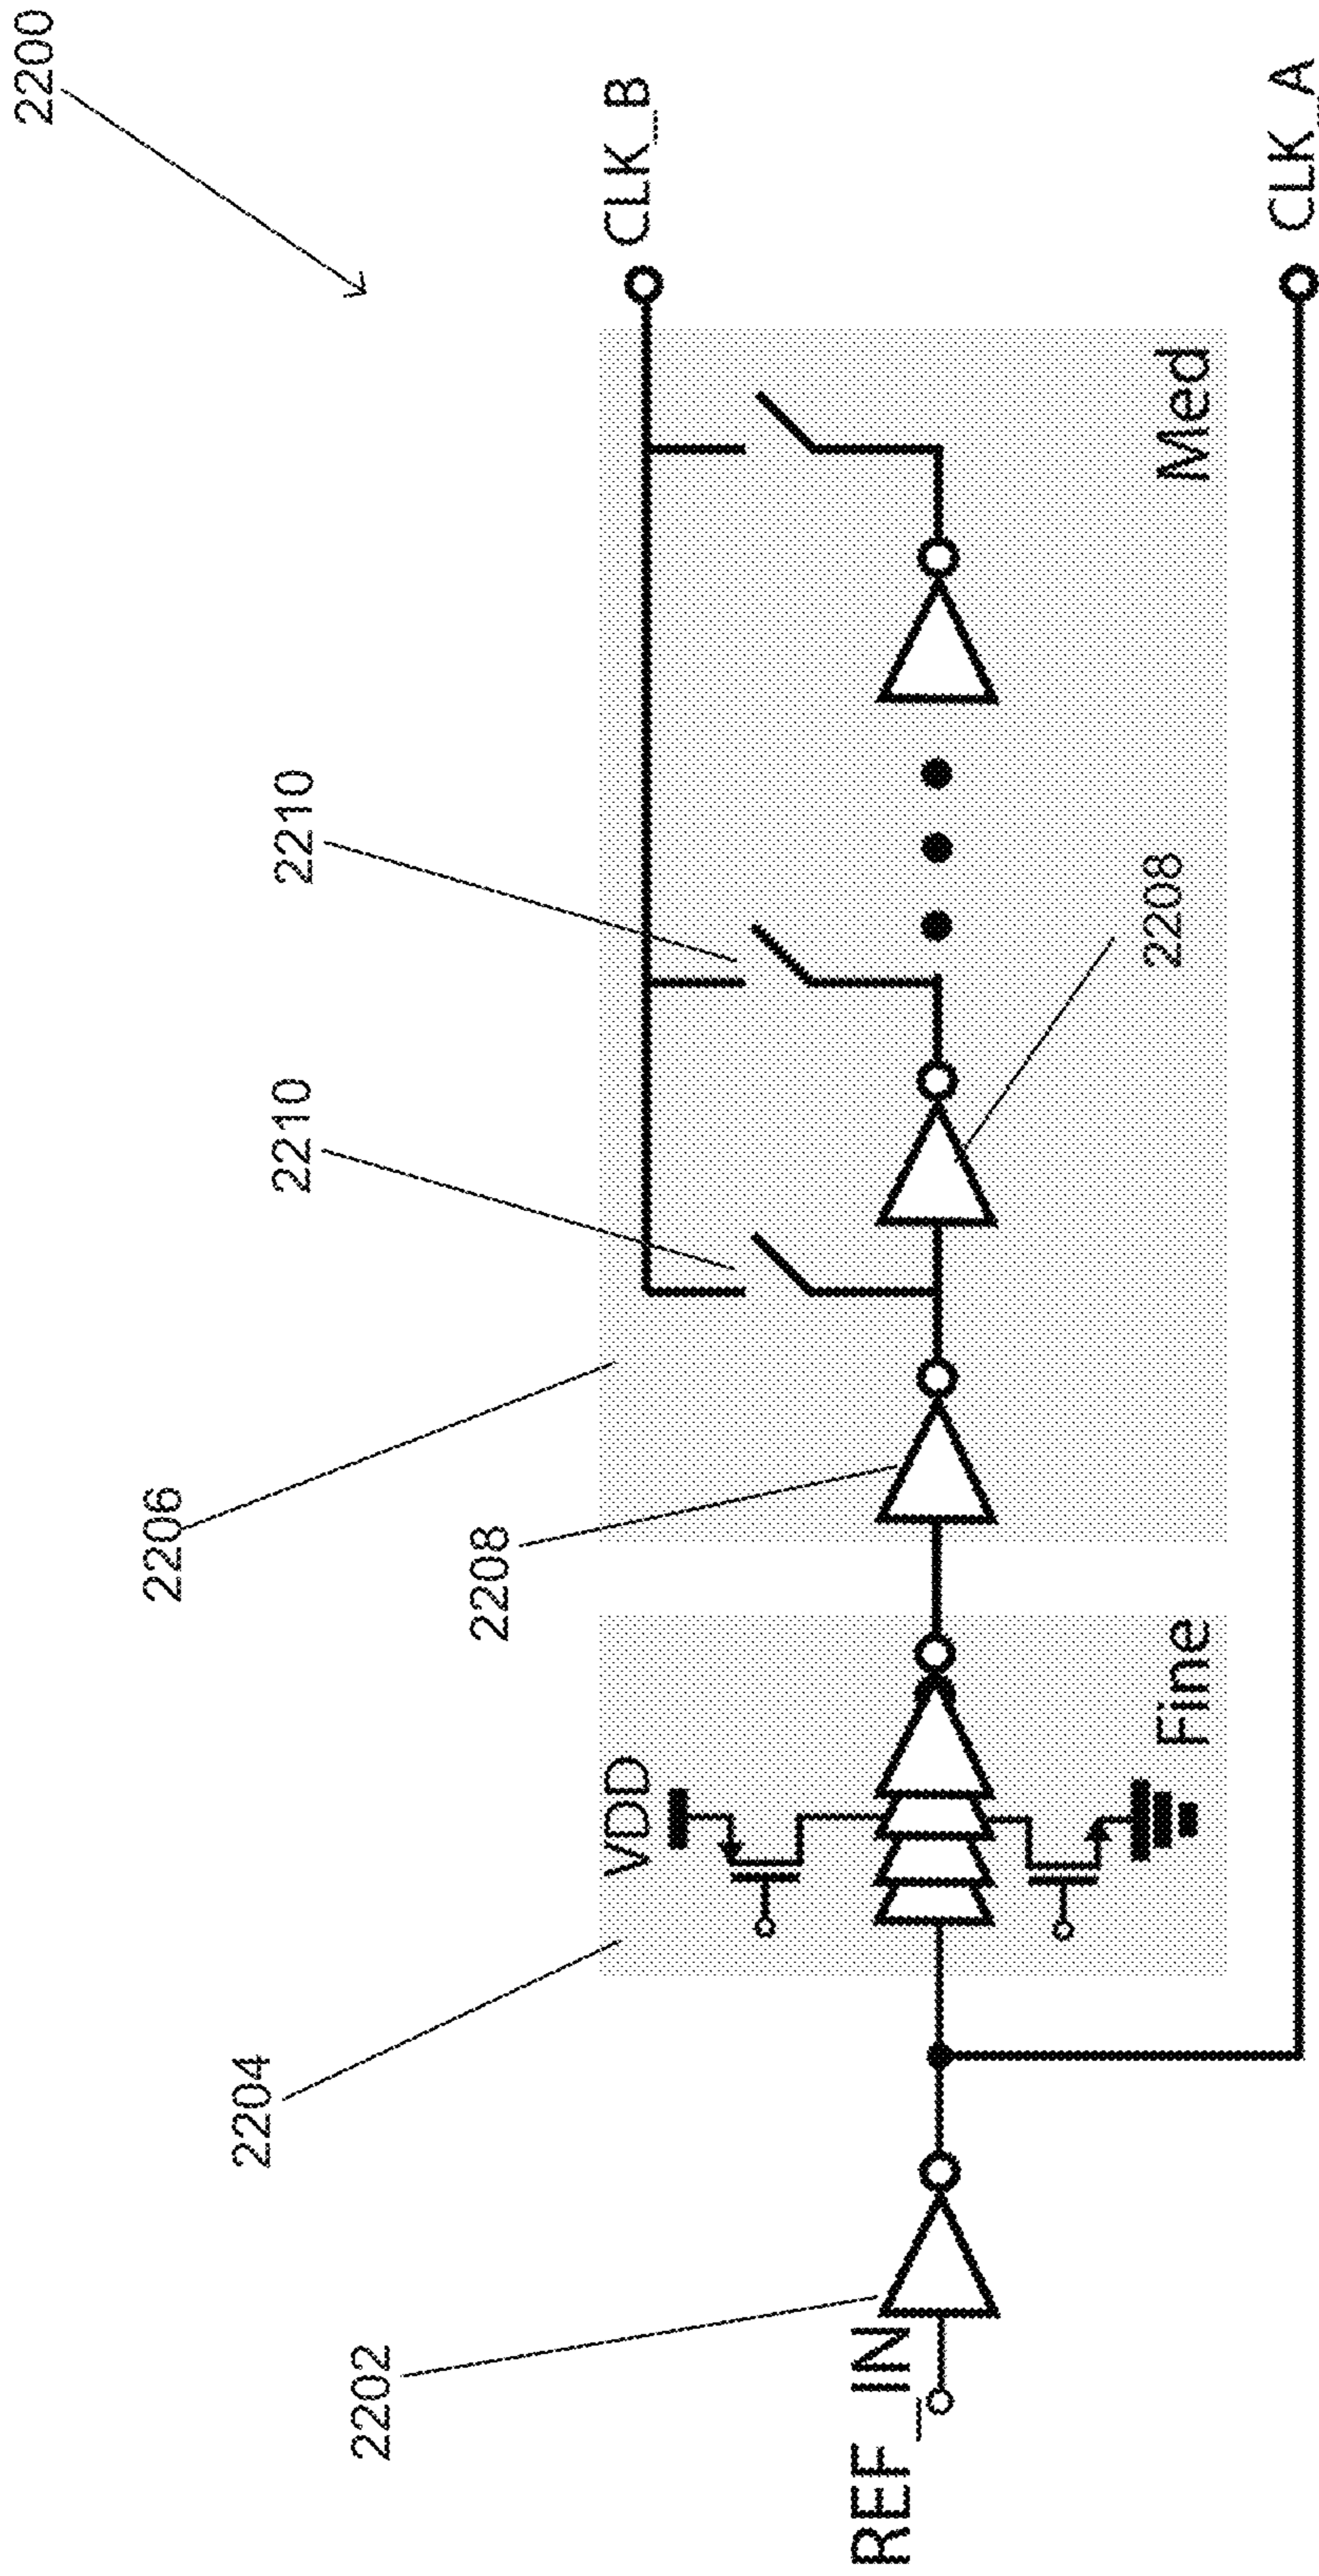 2200
CLK_B
CLK_A
2210
2210
2206
2208
2208
Med
Fine
VDD
2204
2202
REF_IN